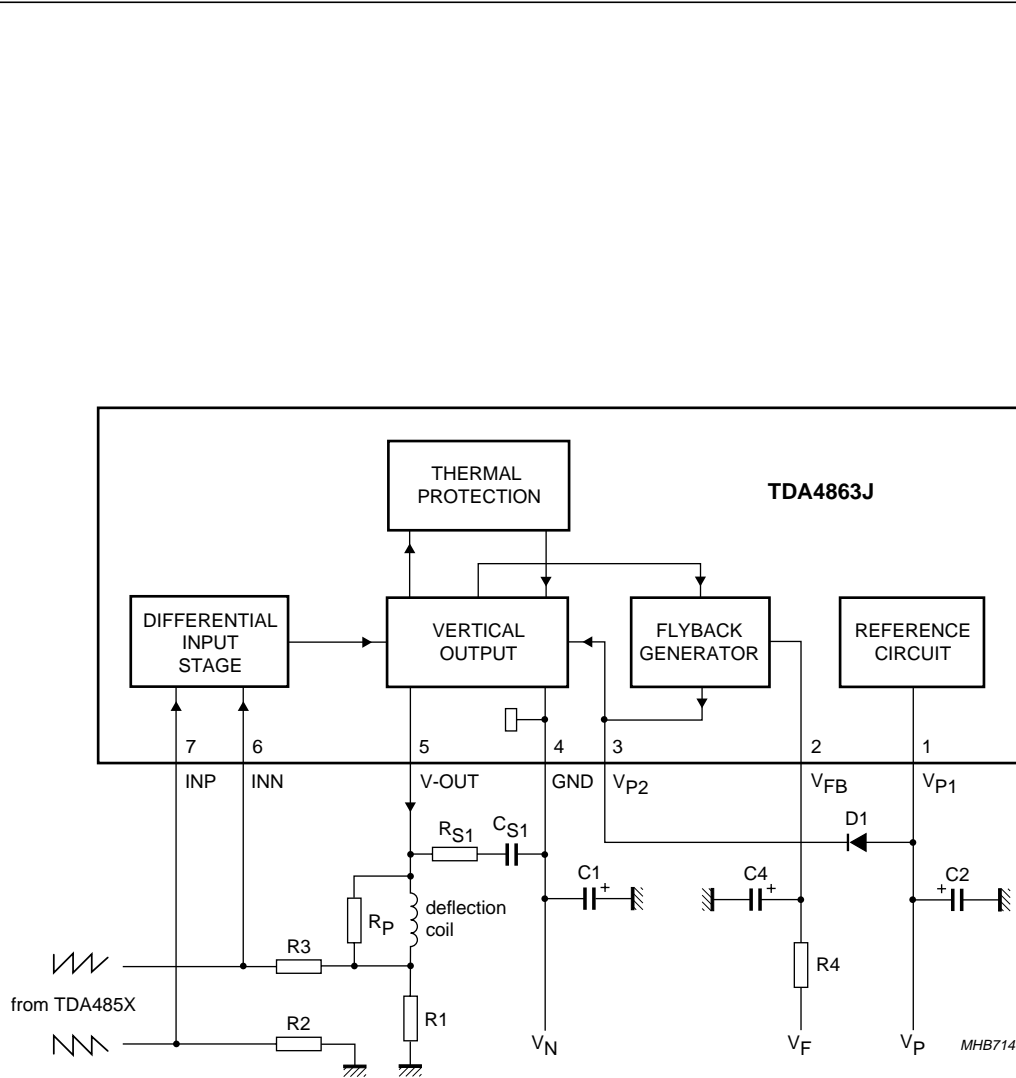 THERMAL
PROTECTION
TDA4863J
DIFFERENTIAL
INPUT
STAGE
VERTICAL
OUTPUT
FLYBACK
GENERATOR
REFERENCE
CIRCUIT
7 6 5 4 3 2 1
INP INN V-OUT GND VP2 VFB VP1
D1
RS1 CS1
C1 + C4 + + C2
RP
deflection
coil
R3
R4
from TDA485X
R1
R2
VN VF VP MHB714